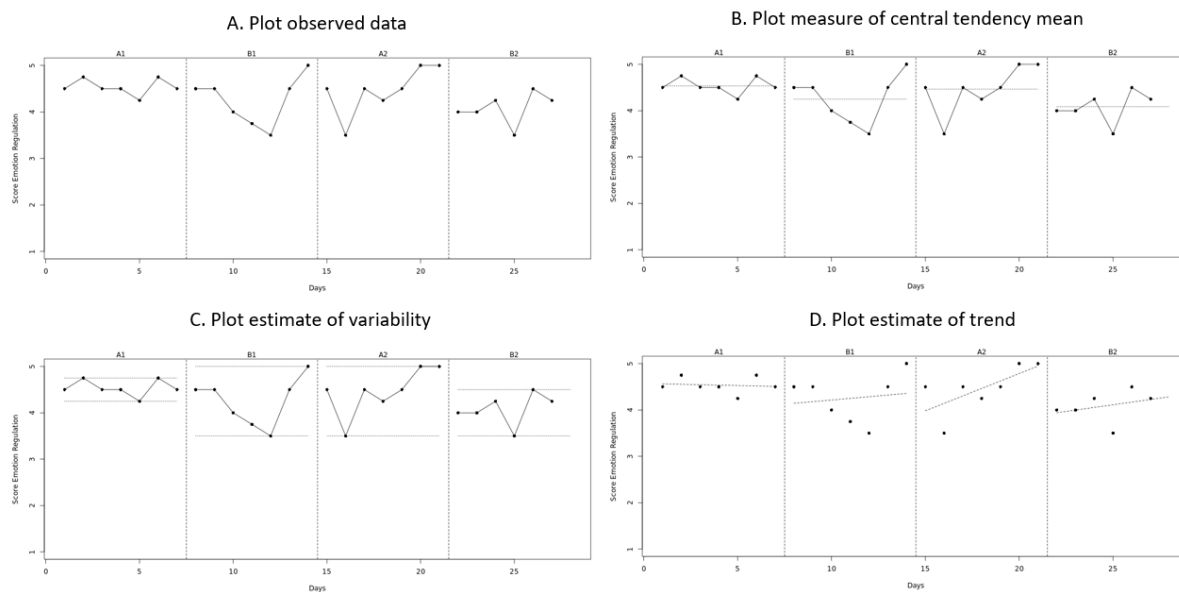 A. Plot observed data
A1 B1 A2 B2
5
4
3
2
1
Score Emotion Regulation
0 5 10 15 20 25
Days
B. Plot measure of central tendency mean
A1 B1 A2 B2
5
4
3
2
1
Score Emotion Regulation
0 5 10 15 20 25
Days
C. Plot estimate of variability
A1 B1 A2 B2
5
4
3
2
1
Score Emotion Regulation
0 5 10 15 20 25
Days
D. Plot estimate of trend
A1 B1 A2 B2
5
4
3
2
1
Score Emotion Regulation
0 5 10 15 20 25
Days